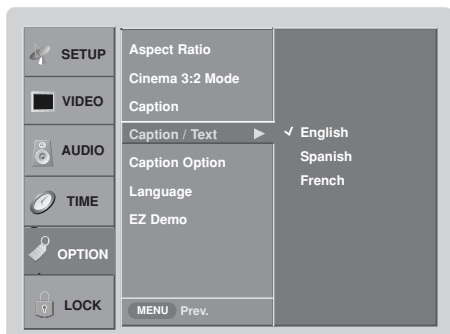 SETUP
VIDEO
AUDIO
TIME
OPTION
LOCK
Aspect Ratio
Cinema 3:2 Mode
Caption
Caption / Text ▶
Caption Option
Language
EZ Demo
MENU Prev.
✓ English
Spanish
French